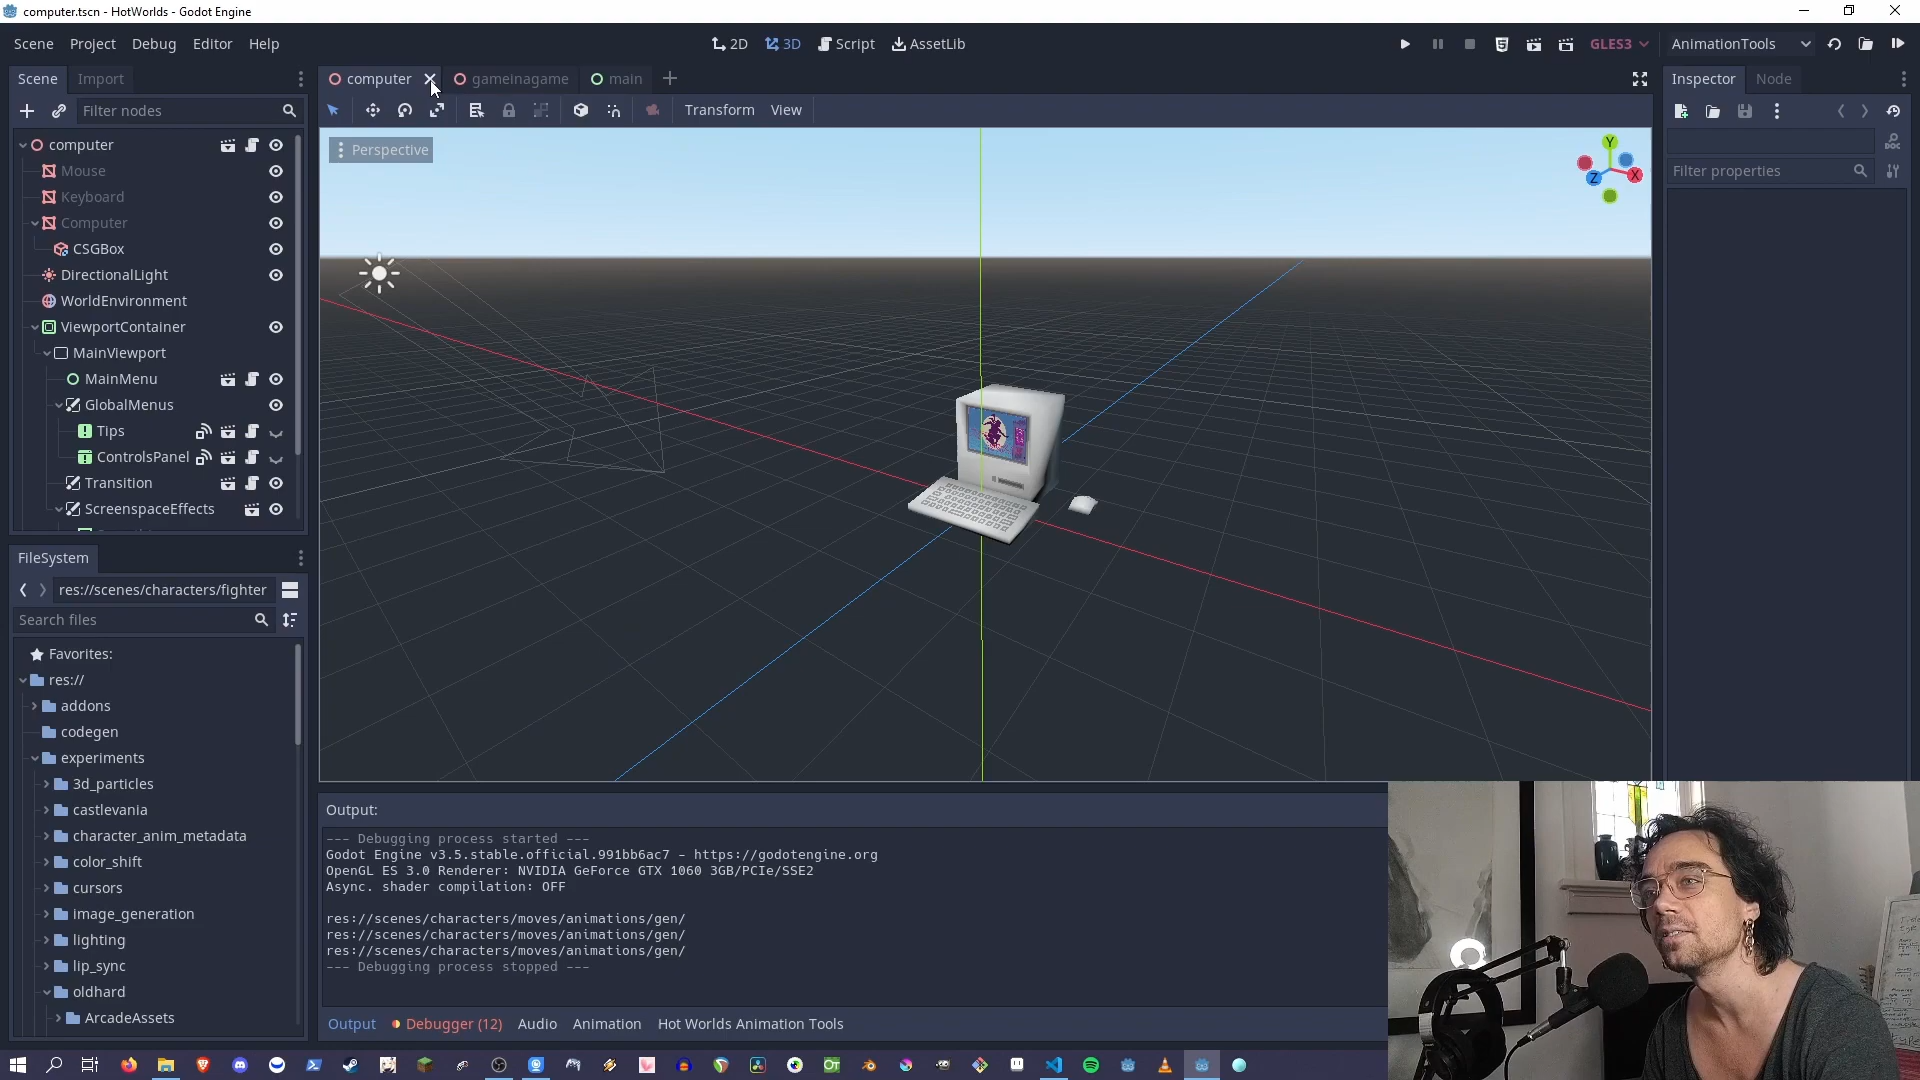 computer.tscn - HotWorlds - Godot Engine
Scene Project Debug Editor Help
2D 3D Script AssetLib
GLES3 AnimationTools
Scene Import
computer gameinagame main
Inspector Node
Filter nodes
Transform View
Perspective
Y
X
Z
DOC
Filter properties
computer
Mouse
Keyboard
Computer
CSGBox
DirectionalLight
WorldEnvironment
ViewportContainer
MainViewport
MainMenu
GlobalMenus
Tips
ControlsPanel
Transition
ScreenspaceEffects
FileSystem
res://scenes/characters/fighter
Search files
Favorites:
res://
addons
codegen
experiments
3d_particles
castlevania
character_anim_metadata
color_shift
cursors
image_generation
lighting
lip_sync
oldhard
ArcadeAssets
Output:
--- Debugging process started ---
Godot Engine v3.5.stable.official.991bb6ac7 - https://godotengine.org
OpenGL ES 3.0 Renderer: NVIDIA GeForce GTX 1060 3GB/PCIe/SSE2
Async. shader compilation: OFF
res://scenes/characters/moves/animations/gen/
res://scenes/characters/moves/animations/gen/
res://scenes/characters/moves/animations/gen/
--- Debugging process stopped ---
Output Debugger (12) Audio Animation Hot Worlds Animation Tools